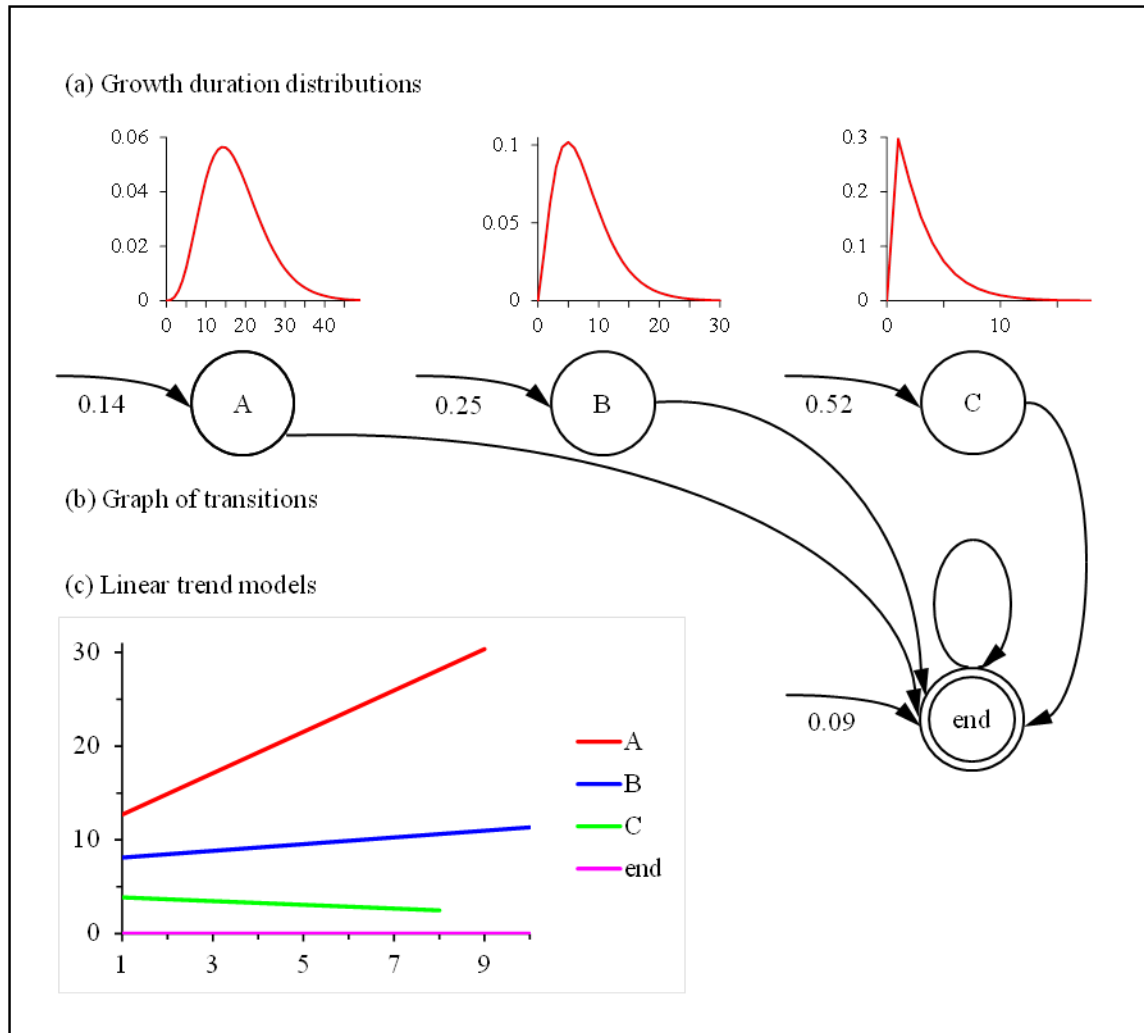 (a) Growth duration distributions
0.06
0.04
0.02
0
0 10 20 30 40
0.1
0.05
0
0 10 20 30
0.3
0.2
0.1
0
0 10
0.14
A
0.25
B
0.52
C
(b) Graph of transitions
(c) Linear trend models
30
20
10
0
1 3 5 7 9
A
B
C
end
0.09
end